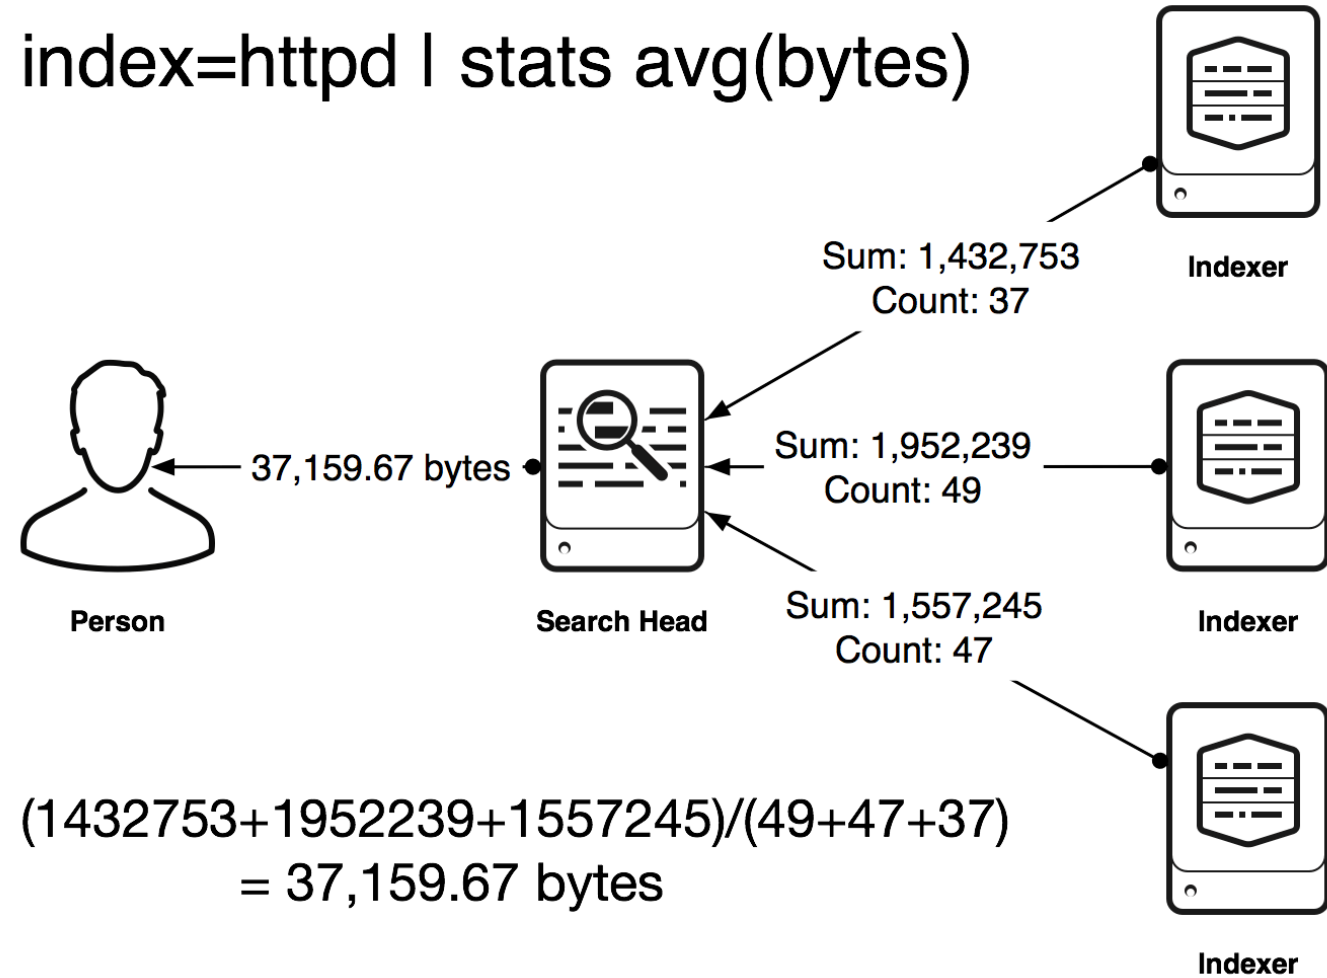 index=httpd | stats avg(bytes)
Sum: 1,432,753
Count: 37
Indexer
37,159.67 bytes
Sum: 1,952,239
Count: 49
Person
Search Head
Indexer
Sum: 1,557,245
Count: 47
(1432753+1952239+1557245)/(49+47+37)
= 37,159.67 bytes
Indexer